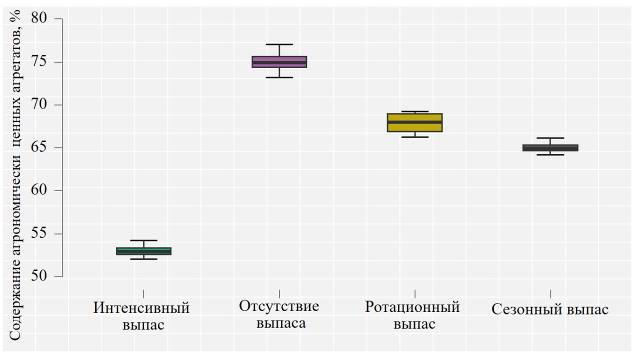 Содержание агрономически ценных агрегатов, %
80
75
70
65
60
55
50
Интенсивный
выпас
Отсутствие
выпаса
Ротационный
выпас
Сезонный выпас